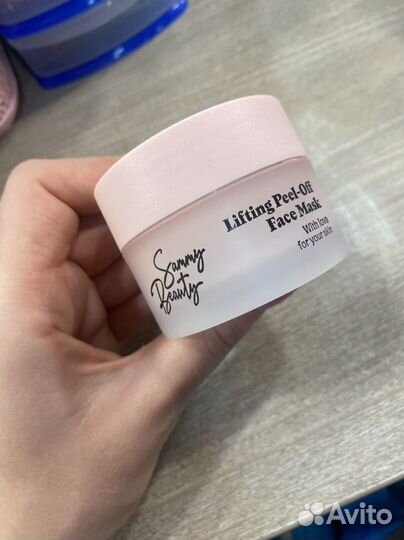 Lifting Peel-Off
Face Mask
With love
for your skin
Sammy
Beauty
Avito